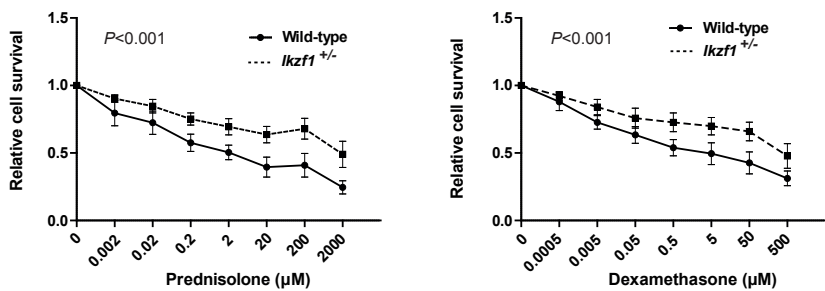 1.5
1.0
0.5
0.0
Relative cell survival
P<0.001
Wild-type
Ikzf1 +/-
0
0.002
0.02
0.2
2
20
200
2000
Prednisolone (µM)
1.5
1.0
0.5
0.0
Relative cell survival
P<0.001
Wild-type
Ikzf1 +/-
0
0.0005
0.005
0.05
0.5
5
50
500
Dexamethasone (µM)